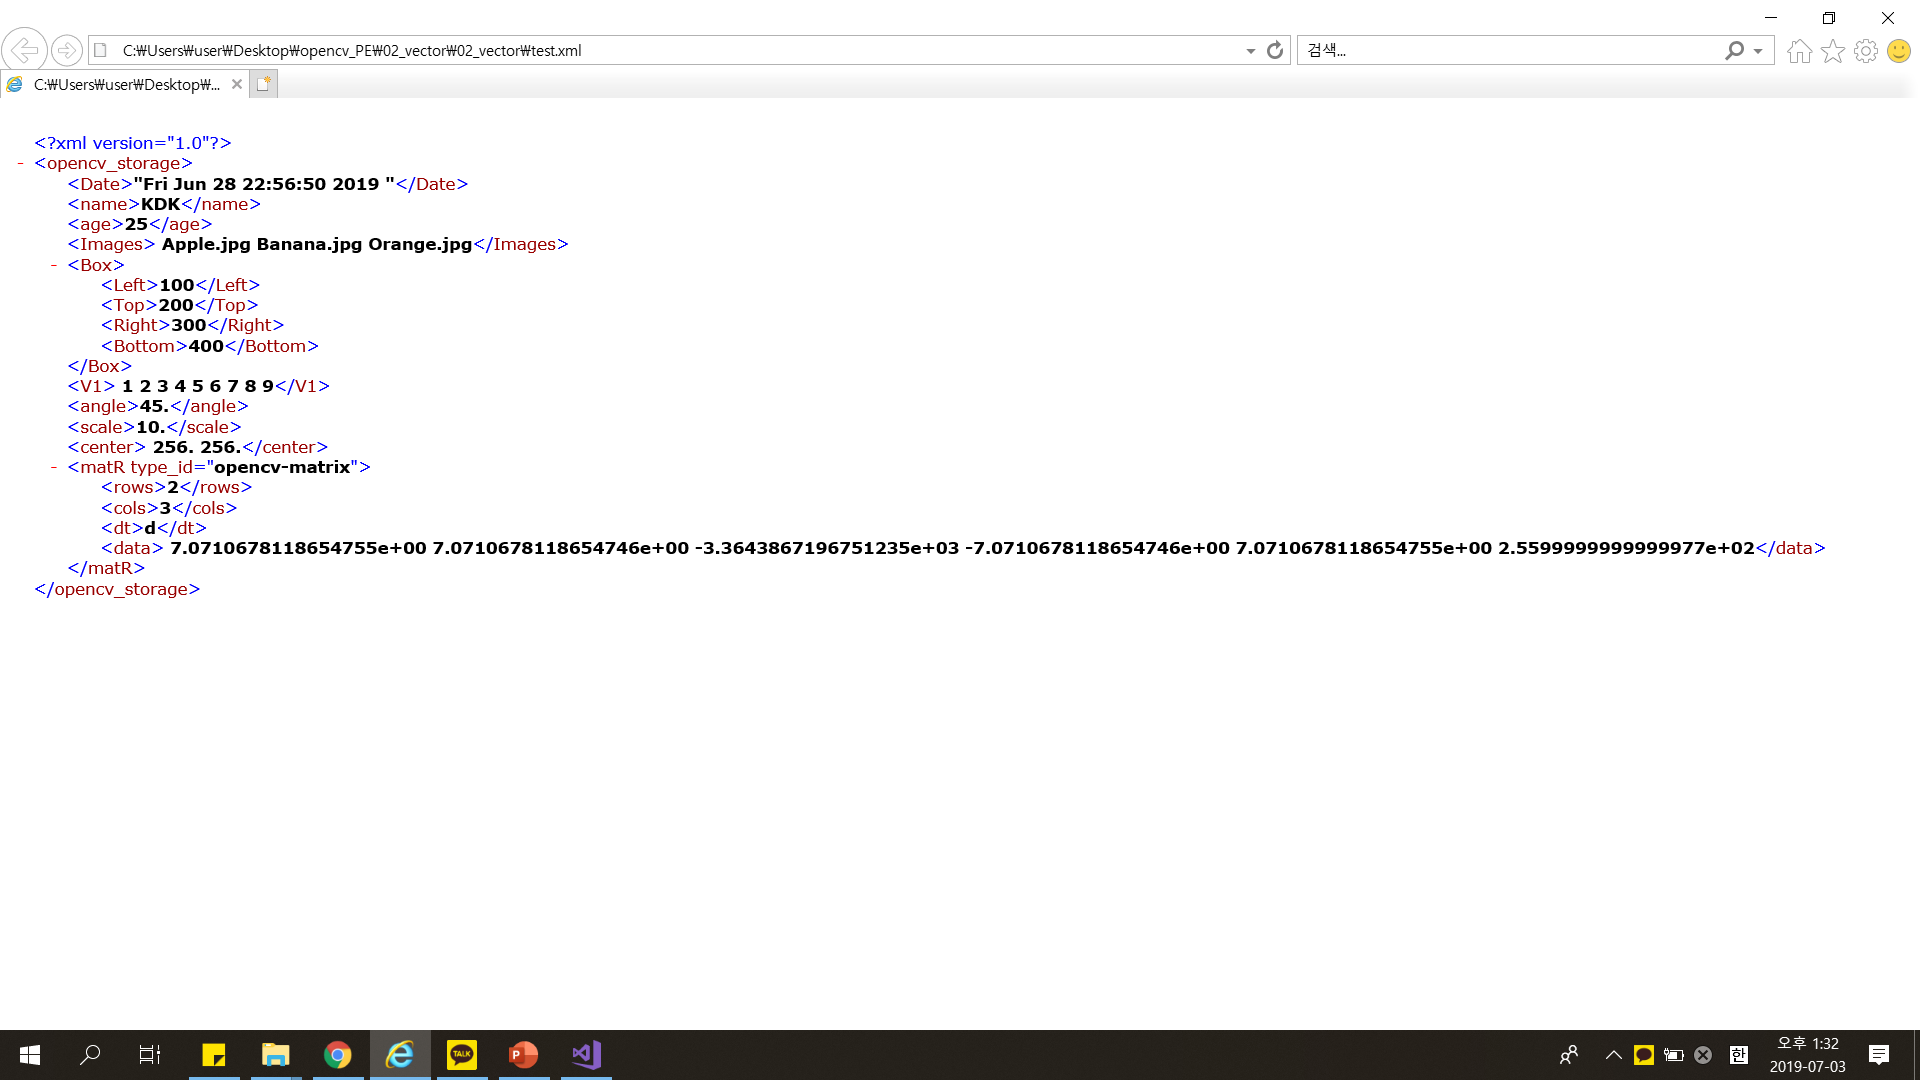 C:₩Users₩user₩Desktop₩opencv_PE₩02_vector₩02_vector₩test.xml
검색...
C:₩Users₩user₩Desktop₩...
<?xml version="1.0"?>
- <opencv_storage>
<Date>"Fri Jun 28 22:56:50 2019 "</Date>
<name>KDK</name>
<age>25</age>
<Images> Apple.jpg Banana.jpg Orange.jpg</Images>
- <Box>
<Left>100</Left>
<Top>200</Top>
<Right>300</Right>
<Bottom>400</Bottom>
</Box>
<V1> 1 2 3 4 5 6 7 8 9</V1>
<angle>45.</angle>
<scale>10.</scale>
<center> 256. 256.</center>
- <matR type_id="opencv-matrix">
<rows>2</rows>
<cols>3</cols>
<dt>d</dt>
<data> 7.0710678118654755e+00 7.0710678118654746e+00 -3.3643867196751235e+03 -7.0710678118654746e+00 7.0710678118654755e+00 2.5599999999999977e+02</data>
</matR>
</opencv_storage>
TALK
P
한
오후 1:32
2019-07-03